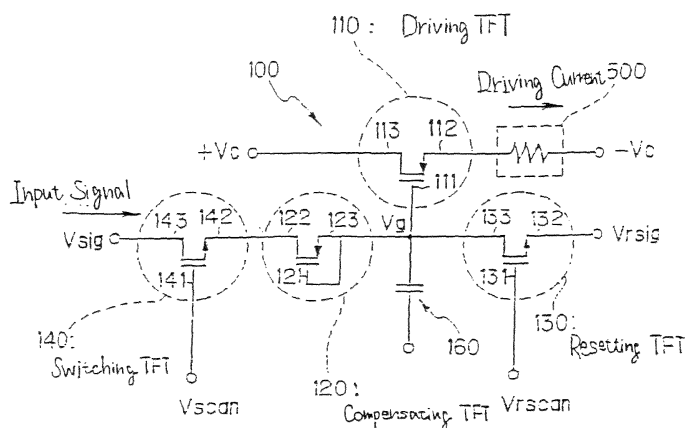 110: Driving TFT
100
Driving Current 500
113 112
+Vc
-Vc
111
Input Signal
143 142 122 123 Vg 133 132
Vsig
Vrsig
141 121 131
140:
Switching TFT
160
130:
Resetting TFT
120:
Compensating TFT
Vscan
Vrscan